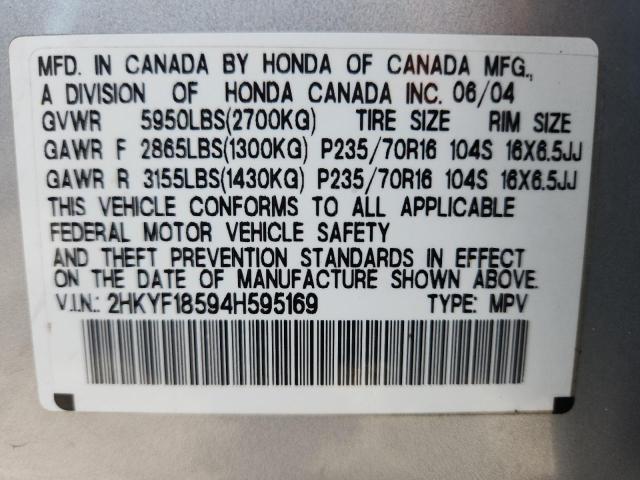 MFD. IN CANADA BY HONDA OF CANADA MFG.,
A DIVISION OF HONDA CANADA INC. 06/04
GVWR 5950LBS(2700KG) TIRE SIZE RIM SIZE
GAWR F 2865LBS(1300KG) P235/70R16 104S 16X6.5JJ
GAWR R 3155LBS(1430KG) P235/70R16 104S 16X6.5JJ
THIS VEHICLE CONFORMS TO ALL APPLICABLE
FEDERAL MOTOR VEHICLE SAFETY
AND THEFT PREVENTION STANDARDS IN EFFECT
ON THE DATE OF MANUFACTURE SHOWN ABOVE.
V.I.N.: 2HKYF18594H595169 TYPE: MPV